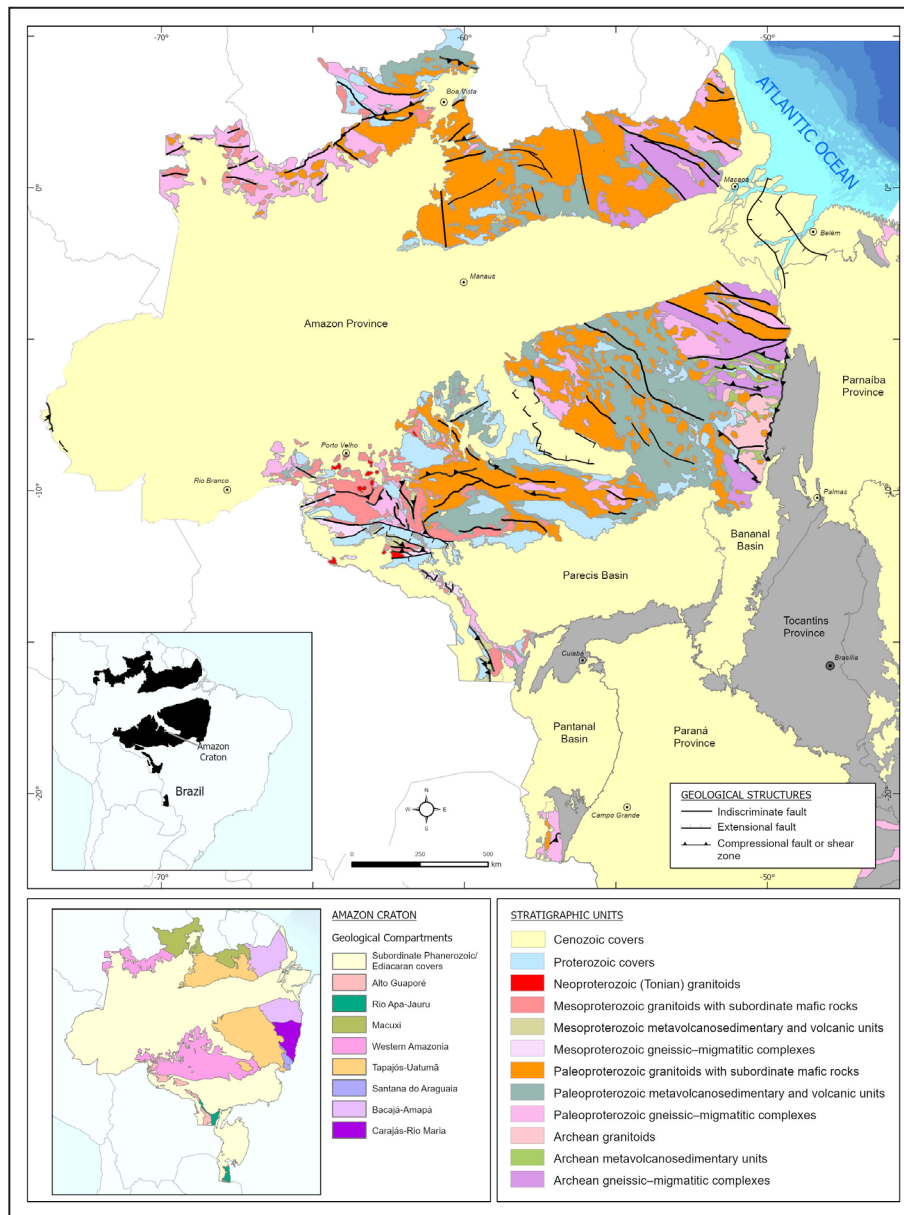 -70°
-60°
-50°
Boa Vista
ATLANTIC OCEAN
0°
Macapá
0°
Belém
Manaus
Amazon Province
Parnaíba
Province
Porto Velho
Rio Branco
-10°
Palmas
-10°
Bananal
Basin
Parecis Basin
Tocantins
Province
Cuiabá
Brasília
Pantanal
Basin
Paraná
Province
Amazon
Craton
Brazil
-20°
-20°
N
W
E
S
Campo Grande
GEOLOGICAL STRUCTURES
Indiscriminate fault
Extensional fault
Compressional fault or shear
zone
0
125
250
500
km
-70°
-60°
-50°
AMAZON CRATON
Geological Compartments
Subordinate Phanerozoic/
Ediacaran covers
Alto Guaporé
Rio Apa-Jauru
Macuxi
Western Amazonia
Tapajós-Uatumã
Santana do Araguaia
Bacajá-Amapá
Carajás-Rio Maria
STRATIGRAPHIC UNITS
Cenozoic covers
Proterozoic covers
Neoproterozoic (Tonian) granitoids
Mesoproterozoic granitoids with subordinate mafic rocks
Mesoproterozoic metavolcanosedimentary and volcanic units
Mesoproterozoic gneissic–migmatitic complexes
Paleoproterozoic granitoids with subordinate mafic rocks
Paleoproterozoic metavolcanosedimentary and volcanic units
Paleoproterozoic gneissic–migmatitic complexes
Archean granitoids
Archean metavolcanosedimentary units
Archean gneissic–migmatitic complexes